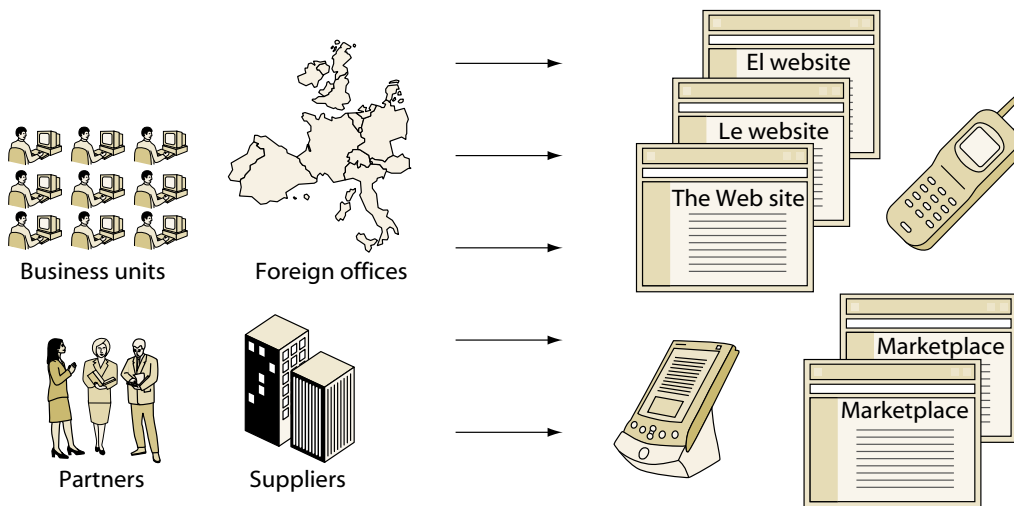 El website
Le website
The Web site
Business units
Foreign offices
Marketplace
Marketplace
Partners
Suppliers